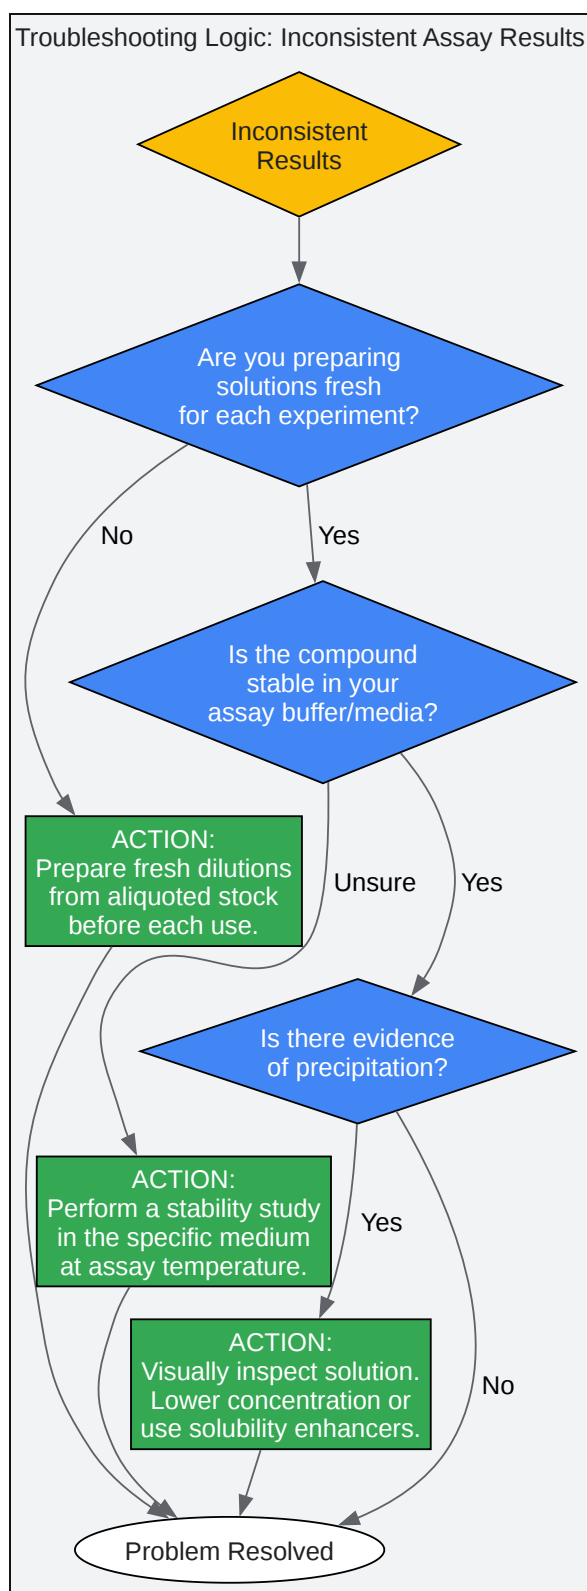 Troubleshooting Logic: Inconsistent Assay Results
Inconsistent
Results
Are you preparing
solutions fresh
for each experiment?
No
Yes
Is the compound
stable in your
assay buffer/media?
ACTION:
Prepare fresh dilutions
from aliquoted stock
before each use.
Unsure
Yes
Is there evidence
of precipitation?
ACTION:
Perform a stability study
in the specific medium
at assay temperature.
Yes
ACTION:
Visually inspect solution.
Lower concentration or
use solubility enhancers.
No
Problem Resolved